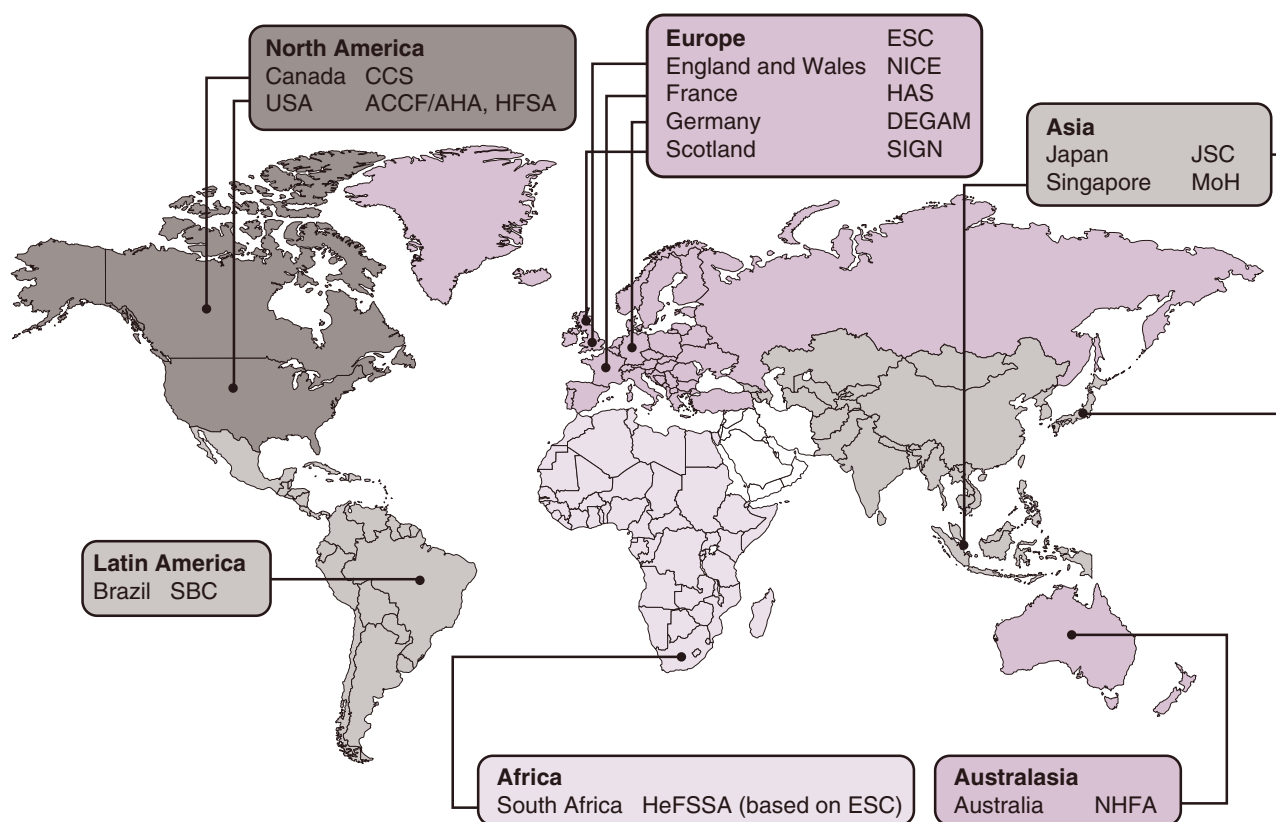 North America
Canada CCS
USA ACCF/AHA, HFSA
Europe ESC
England and Wales NICE
France HAS
Germany DEGAM
Scotland SIGN
Asia
Japan JSC
Singapore MoH
Latin America
Brazil SBC
Africa
South Africa HeFSSA (based on ESC)
Australasia
Australia NHFA